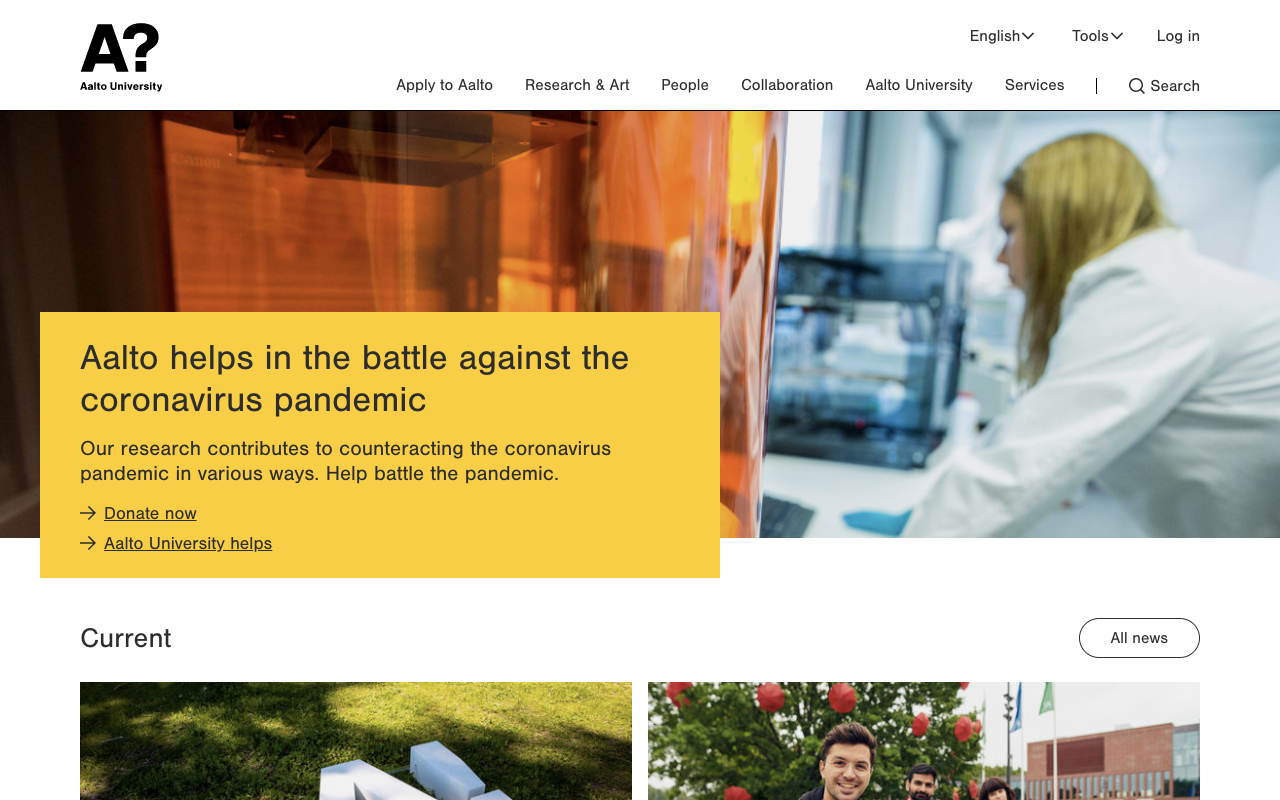 A?
Aalto University
English
Tools
Log in
Apply to Aalto
Research & Art
People
Collaboration
Aalto University
Services
Search
Canon
Aalto helps in the battle against the
coronavirus pandemic
Our research contributes to counteracting the coronavirus
pandemic in various ways. Help battle the pandemic.
Donate now
Aalto University helps
Current
All news